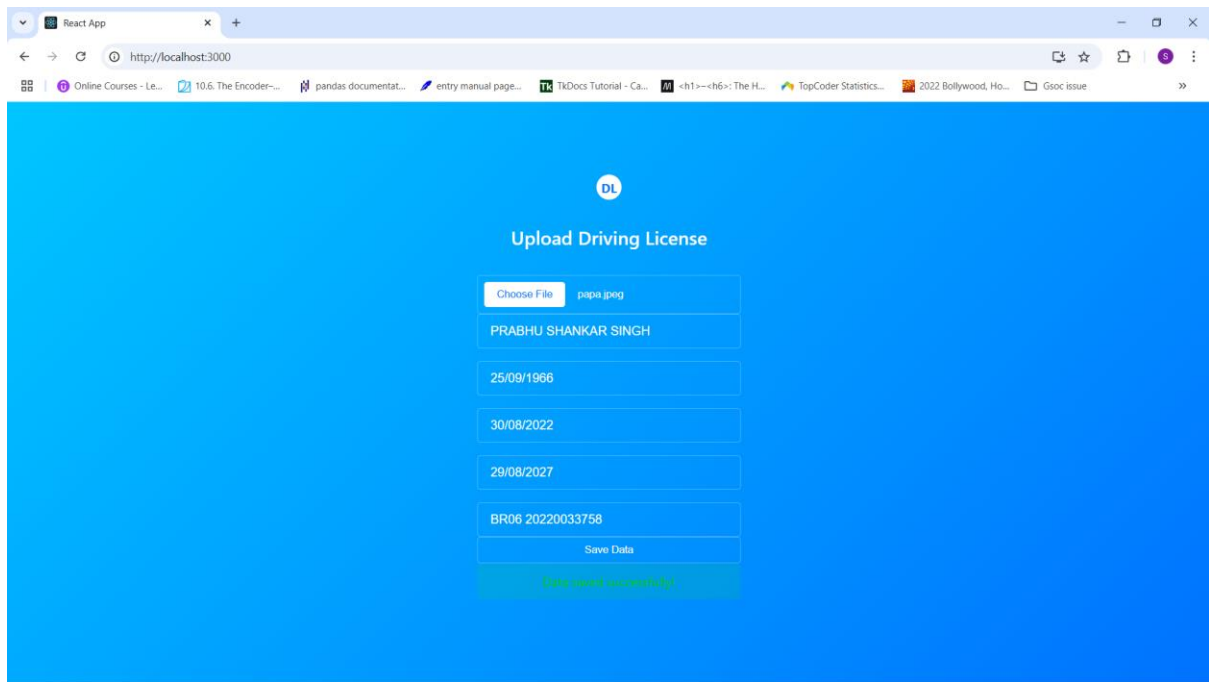 React App
http://localhost:3000
S
Online Courses - Le... 10.6. The Encoder–... pandas documentat... entry manual page... Tk TkDocs Tutorial - Ca... M <h1>–<h6>: The H... TopCoder Statistics... 2022 Bollywood, Ho... Gsoc issue
DL
Upload Driving License
Choose File papa.jpeg
PRABHU SHANKAR SINGH
25/09/1966
30/08/2022
29/08/2027
BR06 20220033758
Save Data
Data saved successfully!